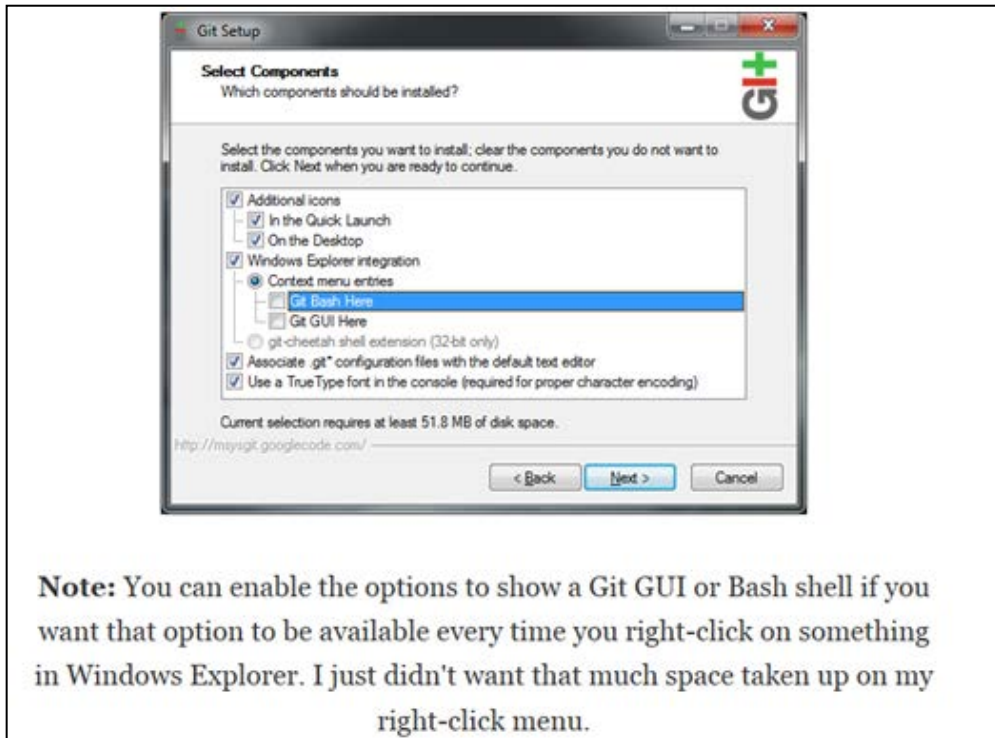 Git Setup
Select Components
Which components should be installed?
Git
Select the components you want to install; clear the components you do not want to
install. Click Next when you are ready to continue.
Additional icons
In the Quick Launch
On the Desktop
Windows Explorer integration
Context menu entries
Git Bash Here
Git GUI Here
git-cheetah shell extension (32-bit only)
Associate .git* configuration files with the default text editor
Use a TrueType font in the console (required for proper character encoding)
Current selection requires at least 51.8 MB of disk space.
http://msysgit.googlecode.com/
< Back
Next >
Cancel
Note: You can enable the options to show a Git GUI or Bash shell if you
want that option to be available every time you right-click on something
in Windows Explorer. I just didn't want that much space taken up on my
right-click menu.